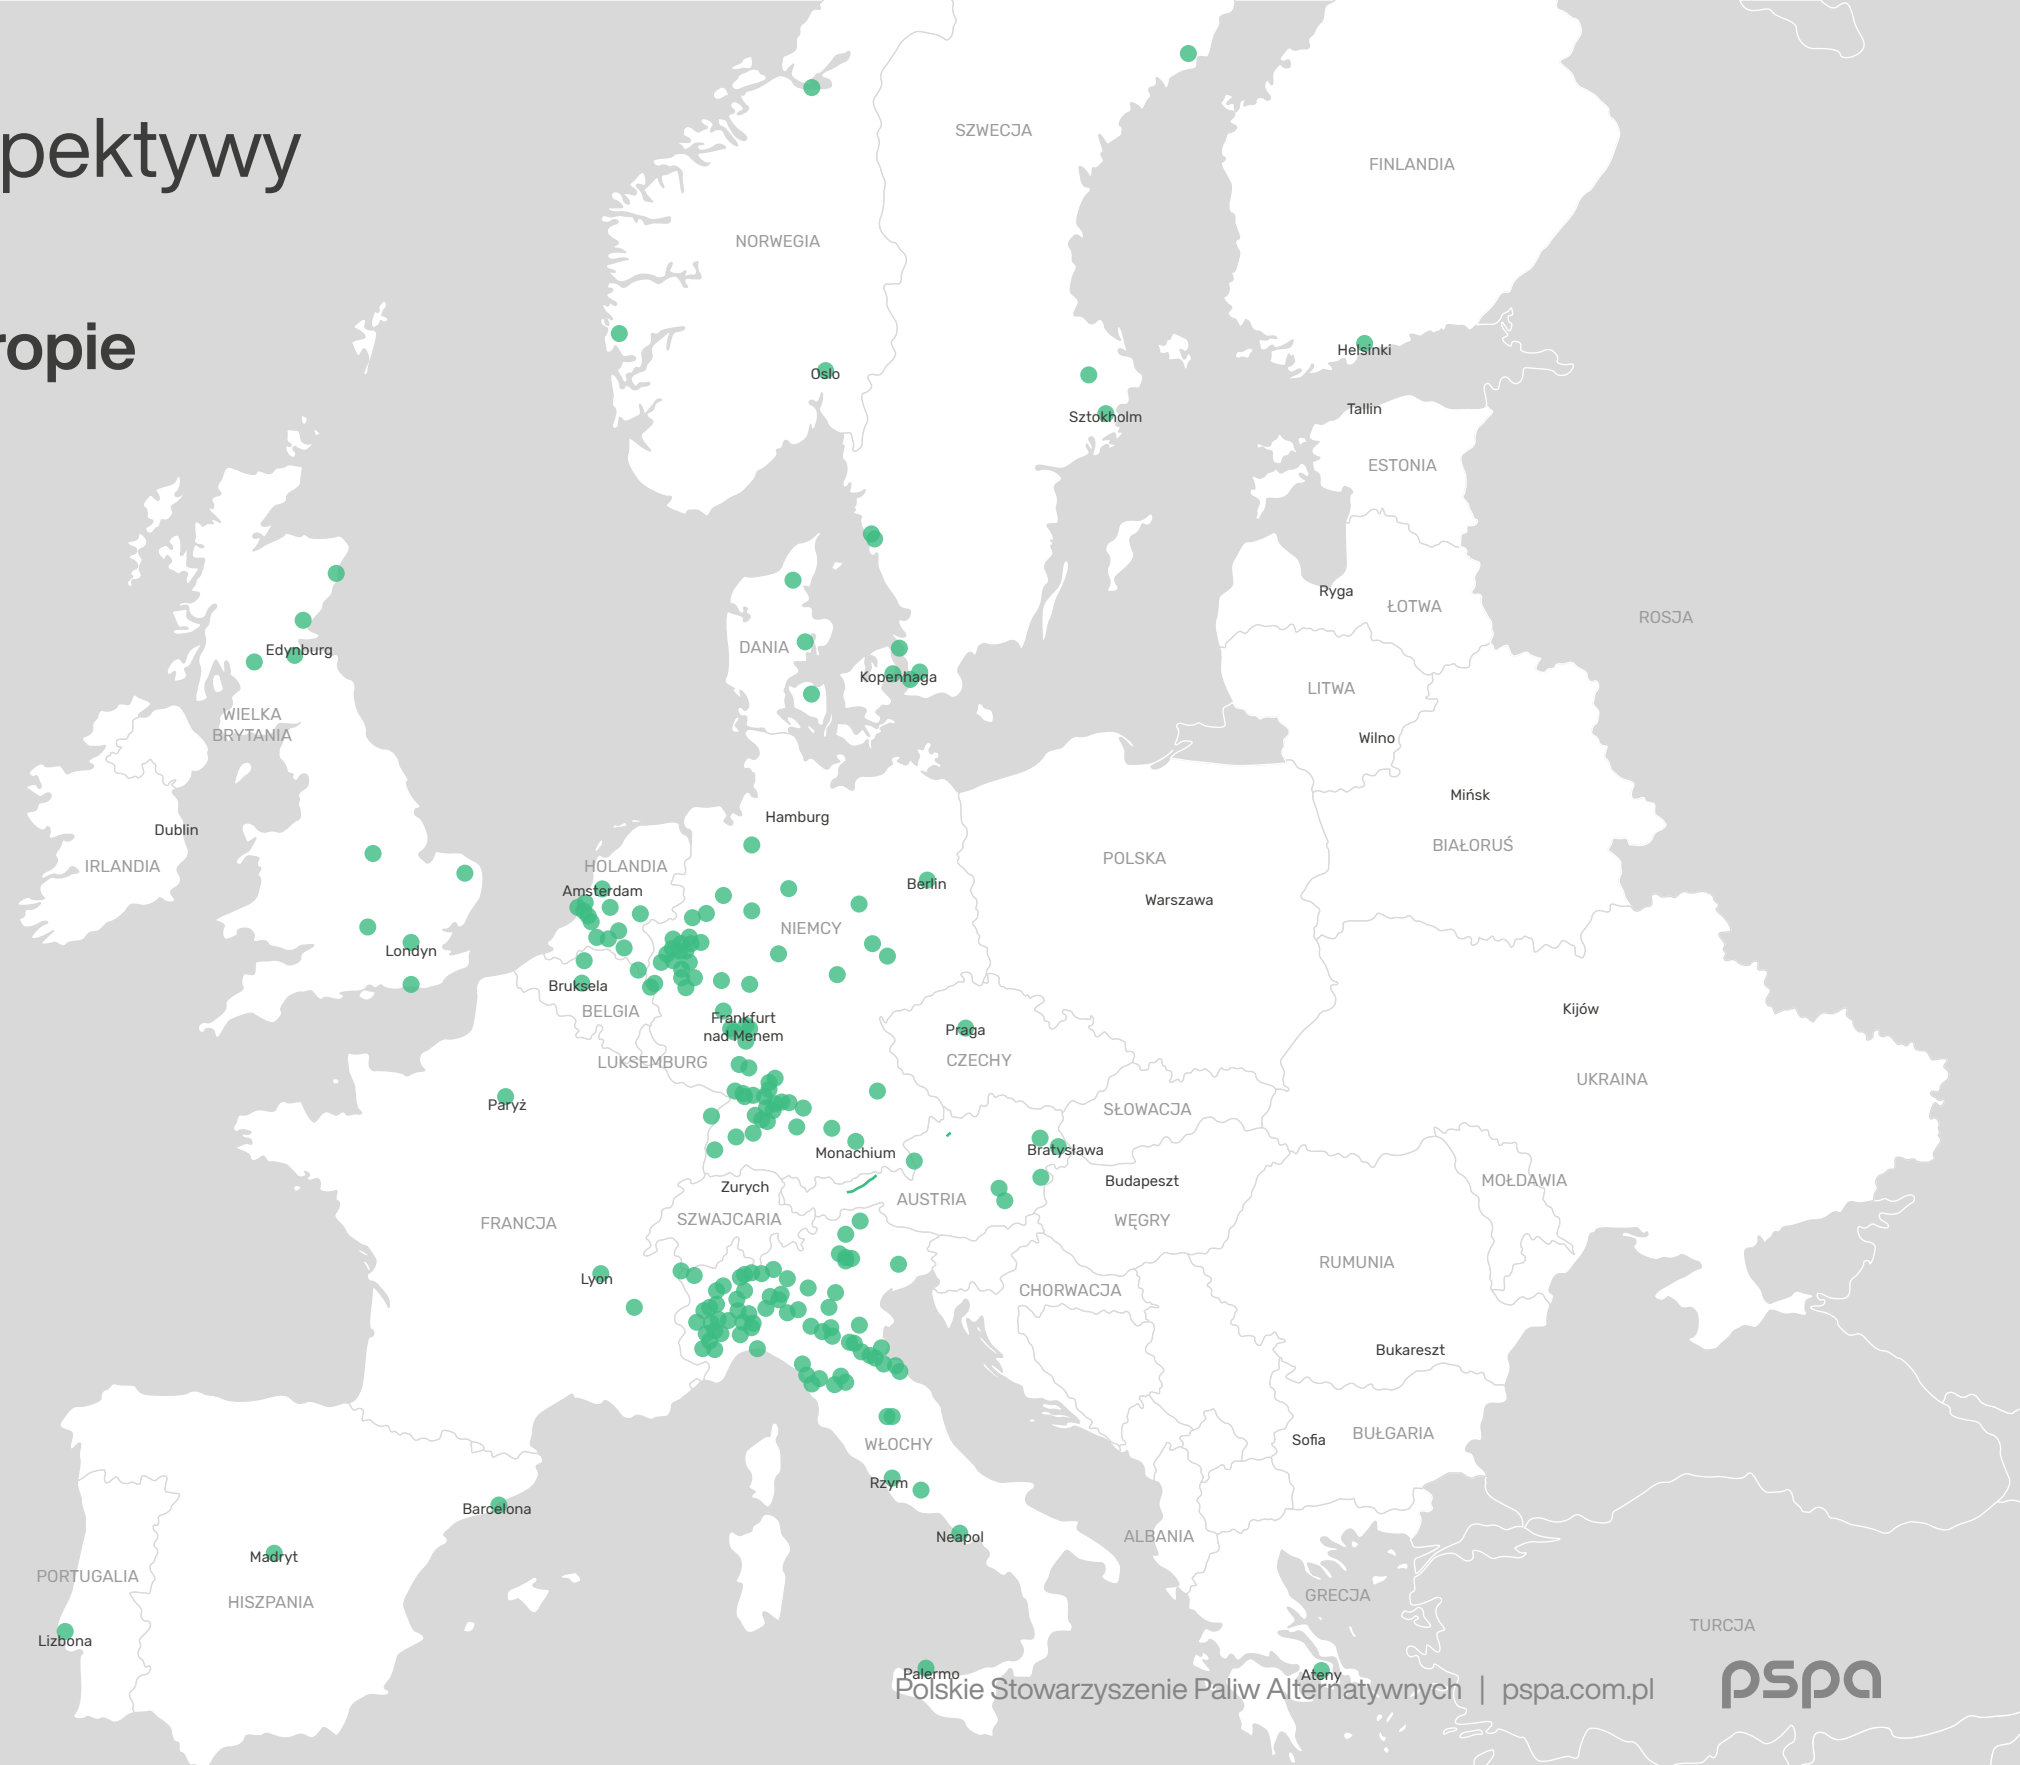 pektywy
ropie
SZWECJA
FINLANDIA
NORWEGIA
Oslo
Helsinki
Sztokholm
Tallin
ESTONIA
Ryga
ŁOTWA
ROSJA
Edynburg
DANIA
Kopenhaga
LITWA
WIELKA
BRYTANIA
Wilno
Mińsk
Hamburg
Dublin
BIAŁORUŚ
IRLANDIA
HOLANDIA
POLSKA
Amsterdam
Berlin
Warszawa
NIEMCY
Londyn
Bruksela
BELGIA
Kijów
Frankfurt
nad Menem
Praga
LUKSEMBURG
CZECHY
UKRAINA
Paryż
SŁOWACJA
Monachium
Bratysława
Zurych
Budapeszt
MOŁDAWIA
AUSTRIA
FRANCJA
SZWAJCARIA
WĘGRY
RUMUNIA
Lyon
CHORWACJA
Bukareszt
WŁOCHY
Sofia
BUŁGARIA
Rzym
Barcelona
Neapol
ALBANIA
Madryt
PORTUGALIA
HISZPANIA
GRECJA
TURCJA
Lizbona
Palermo
Ateny
Polskie Stowarzyszenie Paliw Alternatywnych | pspa.com.pl
pspa